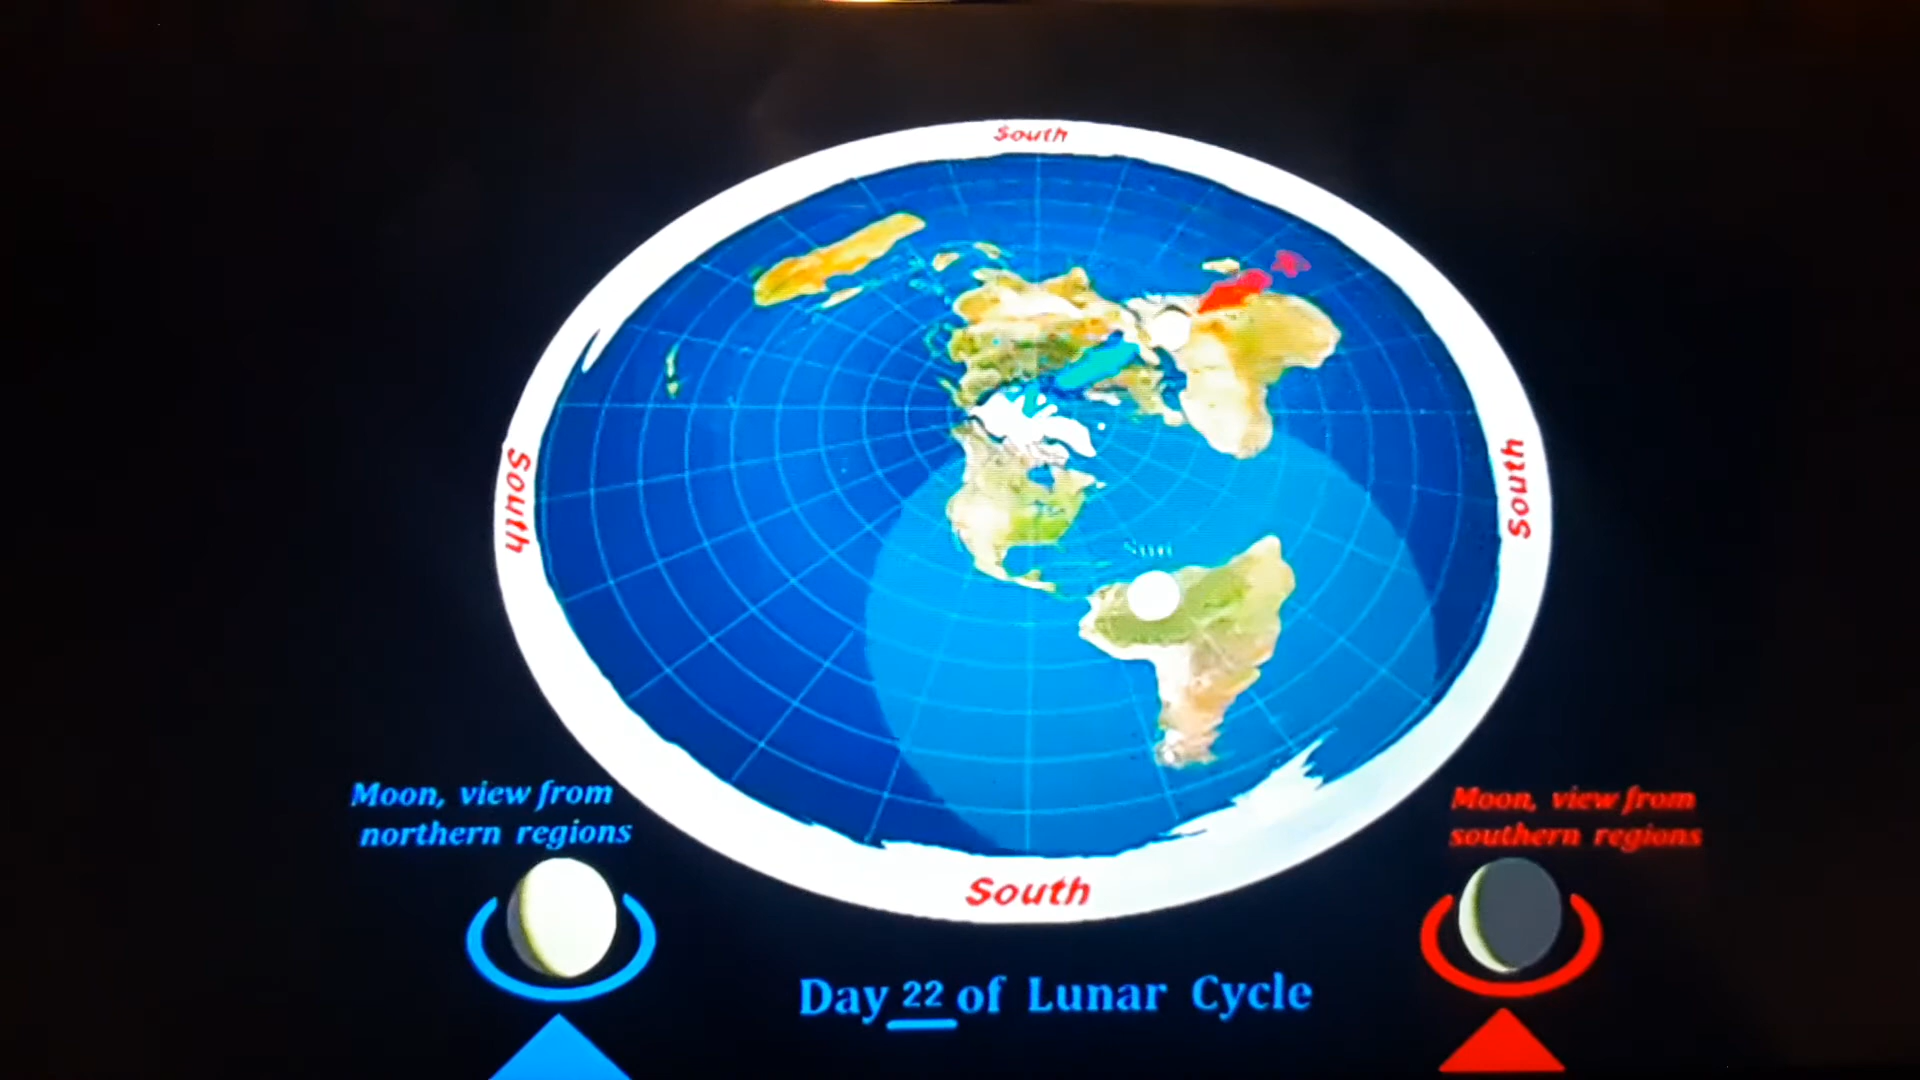 South
South
South
Sun
Moon, view from
northern regions
Moon, view from
southern regions
South
Day 22 of Lunar Cycle